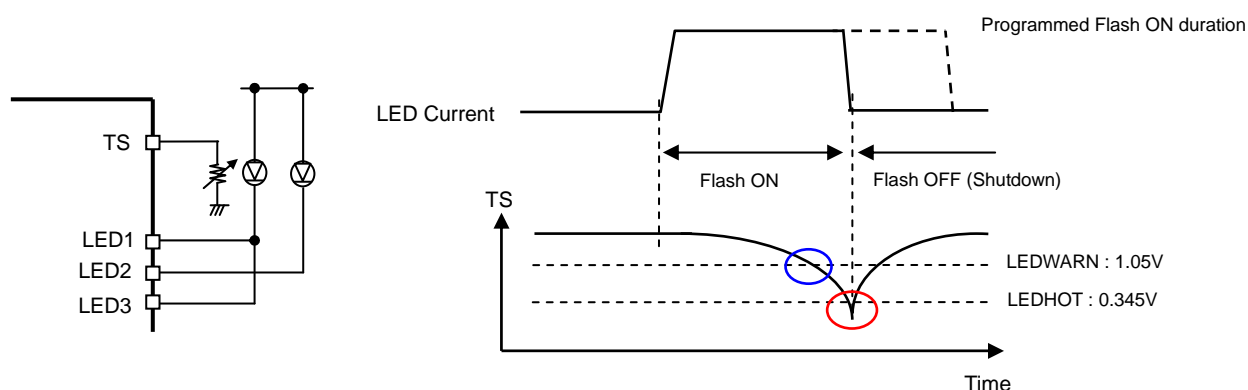 TS
LED1
LED2
LED3
Programmed Flash ON duration
LED Current
Flash ON
Flash OFF (Shutdown)
TS
LEDWARN : 1.05V
LEDHOT : 0.345V
Time